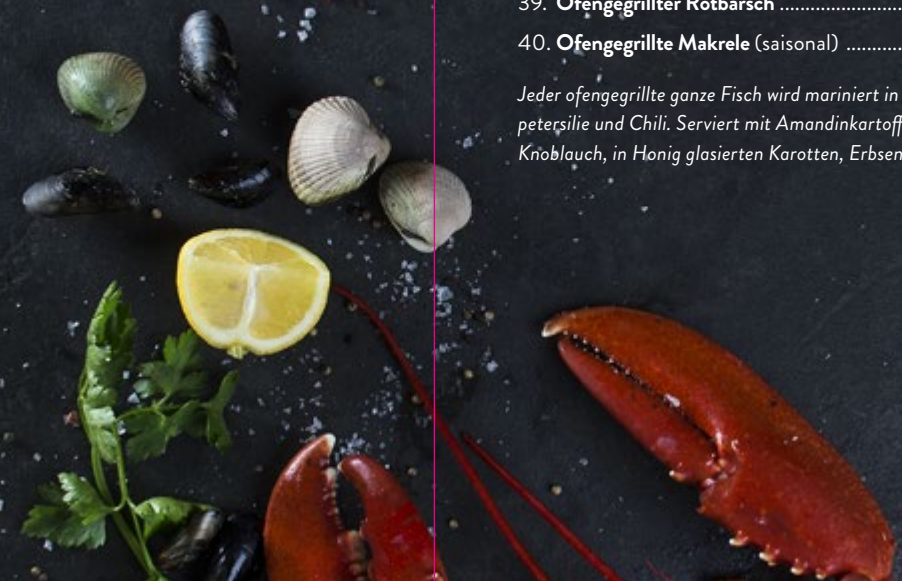 39. Ofengegrillter Rotbarsch ....................
40. Ofengegrillte Makrele (saisonal) ..........
Jeder ofengegrillte ganze Fisch wird mariniert in
petersilie und Chili. Serviert mit Amandinkartoff
Knoblauch, in Honig glasierten Karotten, Erbsen